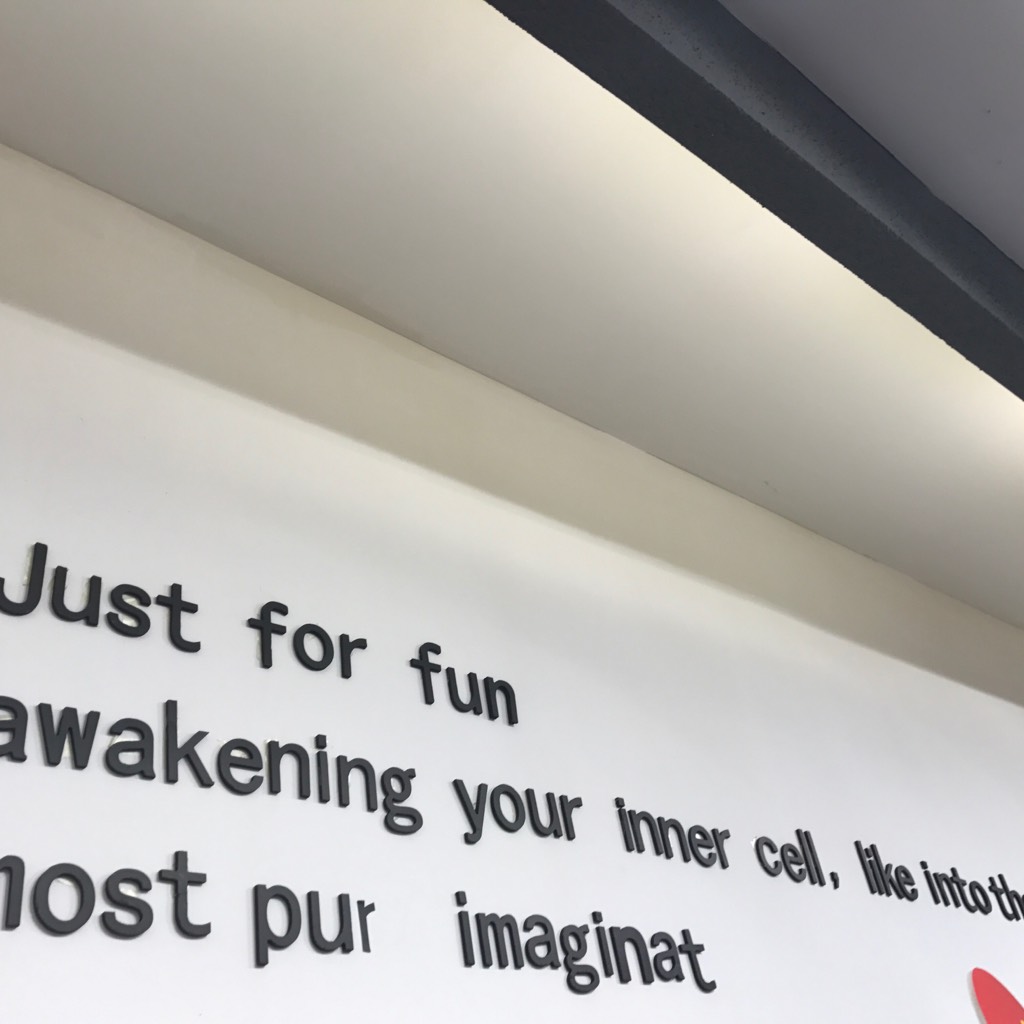 Just for fun
awakening your inner cell, like into the
most pur imaginat